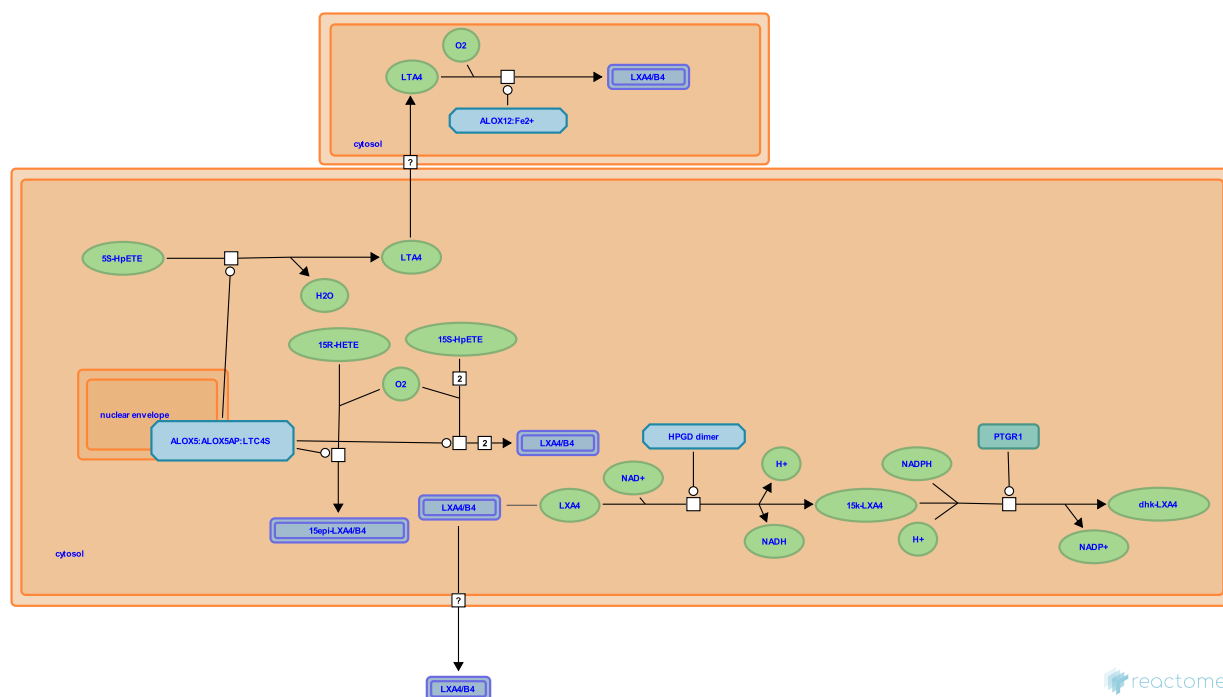 O2
LTA4
LXA4/B4
ALOX12:Fe2+
cytosol
?
5S-HpETE
LTA4
H2O
15R-HETE
15S-HpETE
2
O2
nuclear envelope
ALOX5:ALOX5AP:LTC4S
2
LXA4/B4
HPGD dimer
PTGR1
H+
NADPH
NAD+
LXA4/B4
LXA4
15k-LXA4
dhk-LXA4
15epi-LXA4/B4
NADH
H+
NADP+
cytosol
?
LXA4/B4
reactome